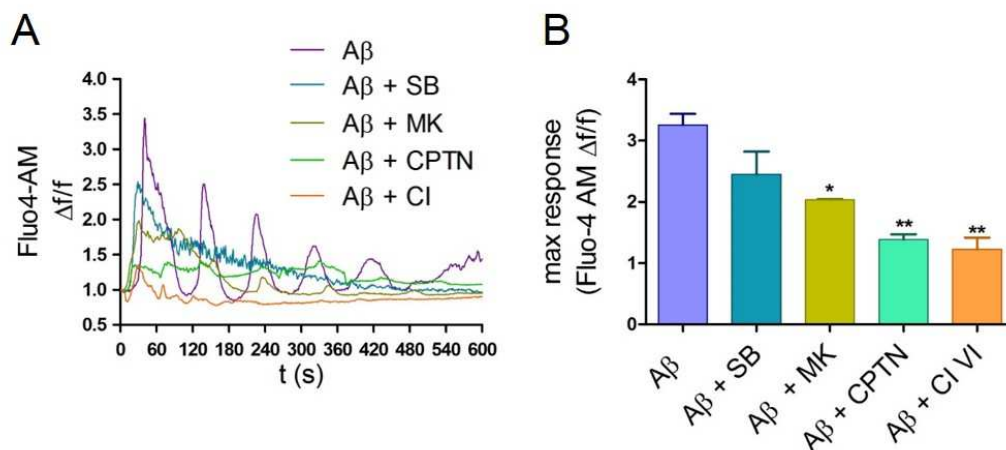 A
Aβ
Aβ + SB
Aβ + MK
Aβ + CPTN
Aβ + CI
Fluo4-AM
Δf/f
4.0
3.5
3.0
2.5
2.0
1.5
1.0
0.5
0 60 120 180 240 300 360 420 480 540 600
t (s)
B
max response
(Fluo-4 AM Δf/f)
4
3
2
1
0
*
**
**
Aβ
Aβ + SB
Aβ + MK
Aβ + CPTN
Aβ + CI VI